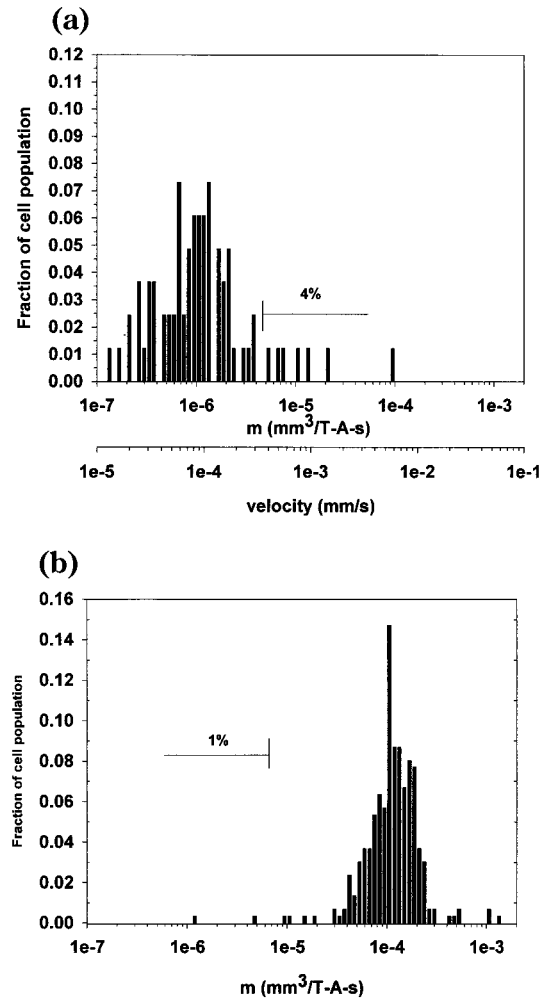 (a)
0.12
0.11
0.10
0.09
0.08
0.07
0.06
0.05
0.04
0.03
0.02
0.01
0.00
Fraction of cell population
4%
1e-7 1e-6 1e-5 1e-4 1e-3
m (mm³/T-A-s)
1e-5 1e-4 1e-3 1e-2 1e-1
velocity (mm/s)
(b)
0.16
0.14
0.12
0.10
0.08
0.06
0.04
0.02
0.00
Fraction of cell population
1%
1e-7 1e-6 1e-5 1e-4 1e-3
m (mm³/T-A-s)